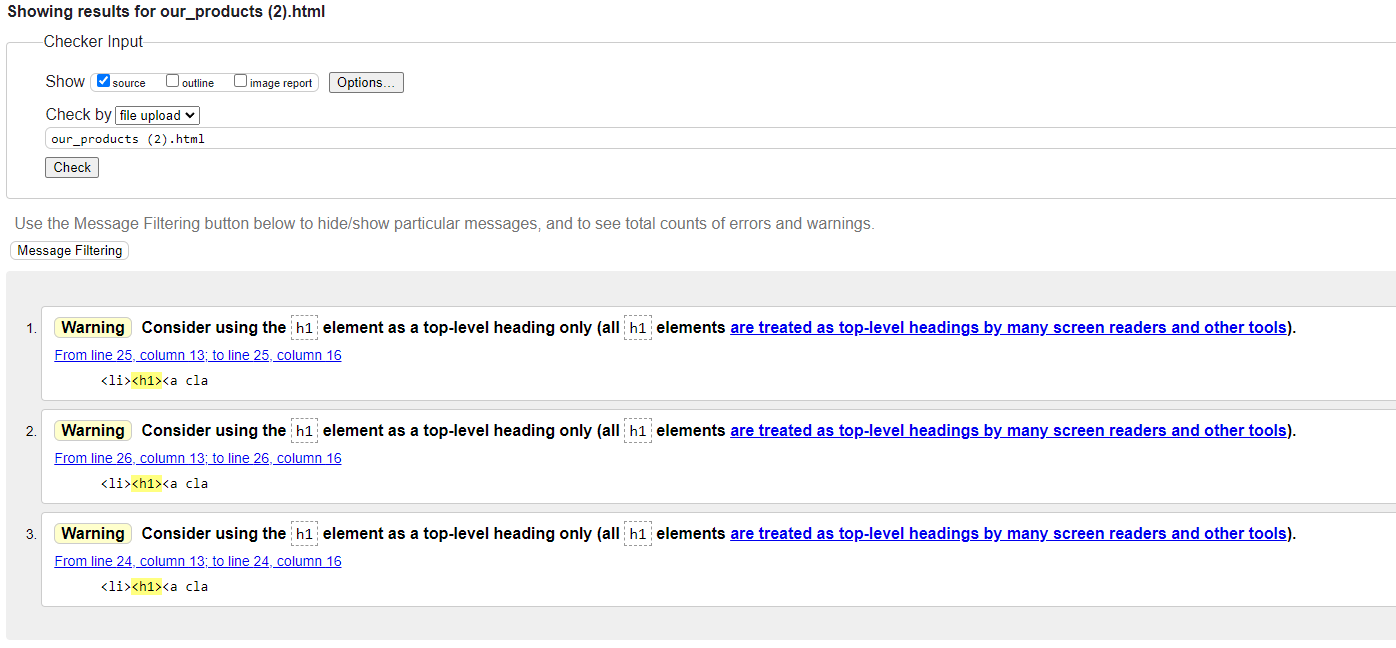 Showing results for our_products (2).html
Checker Input
Show source outline image report Options...
Check by file upload
our_products (2).html
Check
Use the Message Filtering button below to hide/show particular messages, and to see total counts of errors and warnings.
Message Filtering
1. Warning Consider using the h1 element as a top-level heading only (all h1 elements are treated as top-level headings by many screen readers and other tools).
From line 25, column 13; to line 25, column 16
<li><h1><a cla
2. Warning Consider using the h1 element as a top-level heading only (all h1 elements are treated as top-level headings by many screen readers and other tools).
From line 26, column 13; to line 26, column 16
<li><h1><a cla
3. Warning Consider using the h1 element as a top-level heading only (all h1 elements are treated as top-level headings by many screen readers and other tools).
From line 24, column 13; to line 24, column 16
<li><h1><a cla